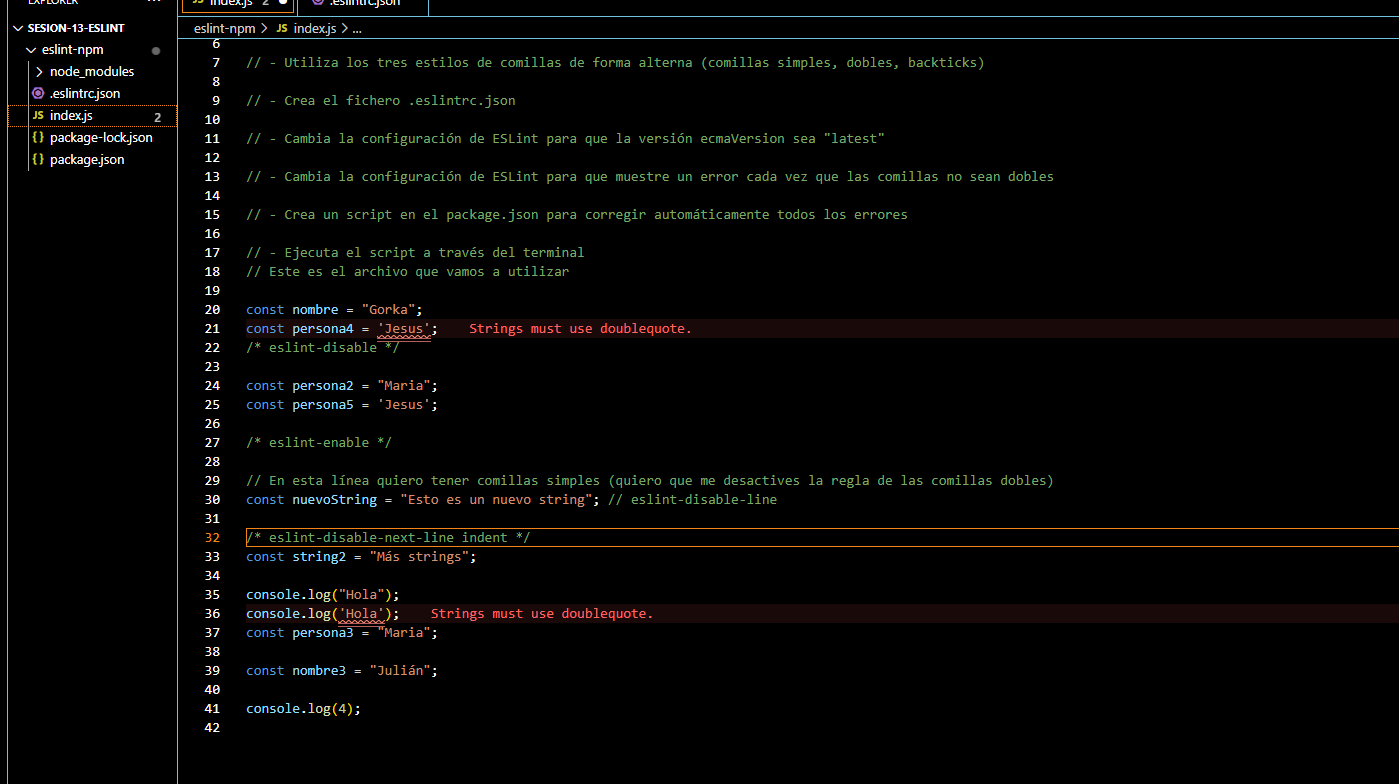 EXPLORER
SESION-13-ESLINT
eslint-npm
node_modules
.eslintrc.json
index.js 2
package-lock.json
package.json
JS index.js 2 .eslintrc.json
eslint-npm > JS index.js > ...
6
7 // - Utiliza los tres estilos de comillas de forma alterna (comillas simples, dobles, backticks)
8
9 // - Crea el fichero .eslintrc.json
10
11 // - Cambia la configuración de ESLint para que la versión ecmaVersion sea "latest"
12
13 // - Cambia la configuración de ESLint para que muestre un error cada vez que las comillas no sean dobles
14
15 // - Crea un script en el package.json para corregir automáticamente todos los errores
16
17 // - Ejecuta el script a través del terminal
18 // Este es el archivo que vamos a utilizar
19
20 const nombre = "Gorka";
21 const persona4 = 'Jesus'; Strings must use doublequote.
22 /* eslint-disable */
23
24 const persona2 = "Maria";
25 const persona5 = 'Jesus';
26
27 /* eslint-enable */
28
29 // En esta línea quiero tener comillas simples (quiero que me desactives la regla de las comillas dobles)
30 const nuevoString = "Esto es un nuevo string"; // eslint-disable-line
31
32 /* eslint-disable-next-line indent */
33 const string2 = "Más strings";
34
35 console.log("Hola");
36 console.log('Hola'); Strings must use doublequote.
37 const persona3 = "Maria";
38
39 const nombre3 = "Julián";
40
41 console.log(4);
42